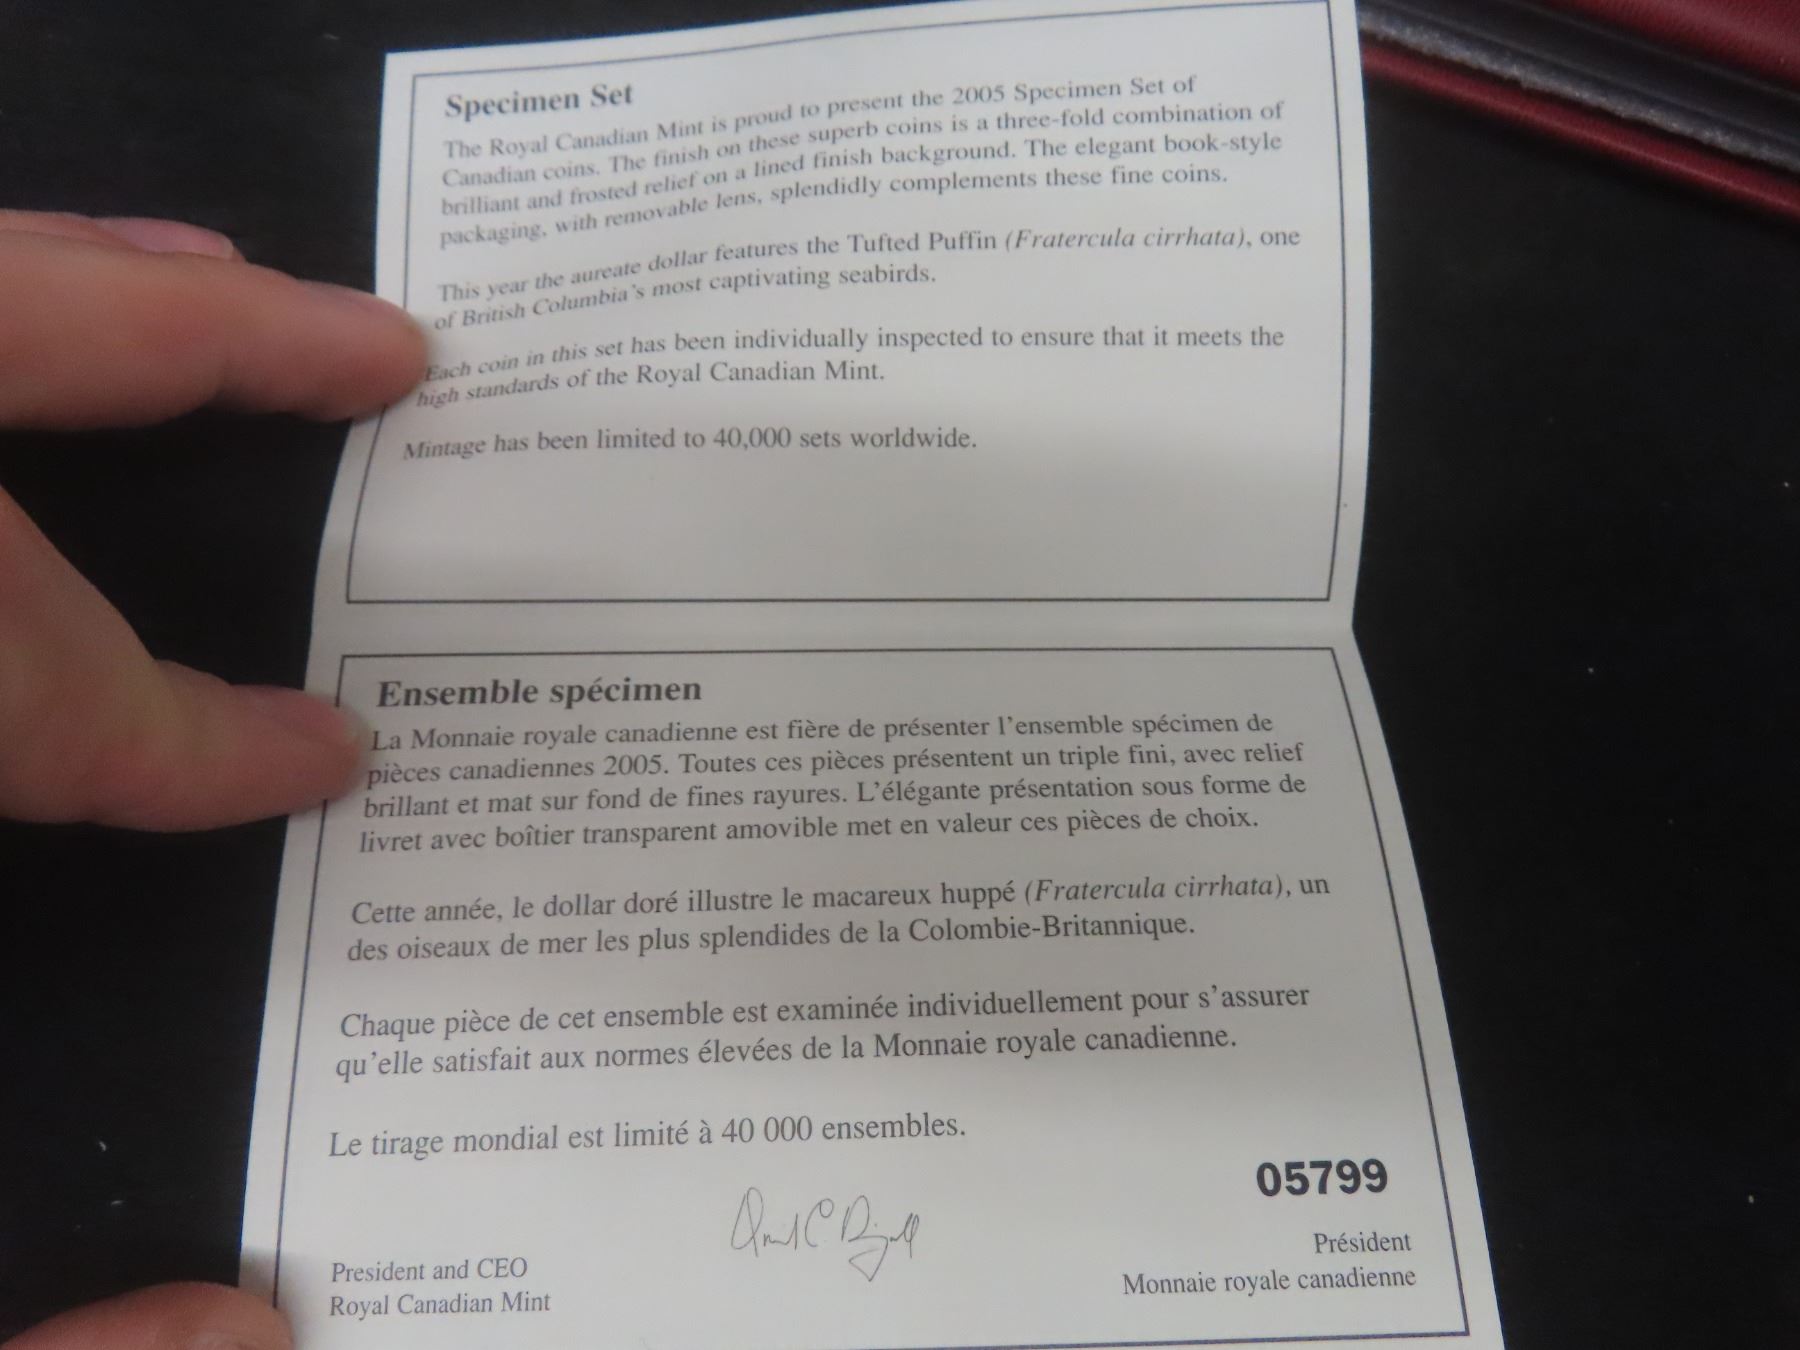 Specimen Set
The Royal Canadian Mint is proud to present the 2005 Specimen Set of
Canadian coins. The finish on these superb coins is a three-fold combination of
brilliant and frosted relief on a lined finish background. The elegant book-style
packaging, with removable lens, splendidly complements these fine coins.
This year the aureate dollar features the Tufted Puffin (Fratercula cirrhata), one
of British Columbia's most captivating seabirds.
Each coin in this set has been individually inspected to ensure that it meets the
high standards of the Royal Canadian Mint.
Mintage has been limited to 40,000 sets worldwide.
Ensemble spécimen
La Monnaie royale canadienne est fière de présenter l'ensemble spécimen de
pièces canadiennes 2005. Toutes ces pièces présentent un triple fini, avec relief
brillant et mat sur fond de fines rayures. L'élégante présentation sous forme de
livret avec boîtier transparent amovible met en valeur ces pièces de choix.
Cette année, le dollar doré illustre le macareux huppé (Fratercula cirrhata), un
des oiseaux de mer les plus splendides de la Colombie-Britannique.
Chaque pièce de cet ensemble est examinée individuellement pour s'assurer
qu'elle satisfait aux normes élevées de la Monnaie royale canadienne.
Le tirage mondial est limité à 40 000 ensembles.
05799
President and CEO
Royal Canadian Mint
Président
Monnaie royale canadienne